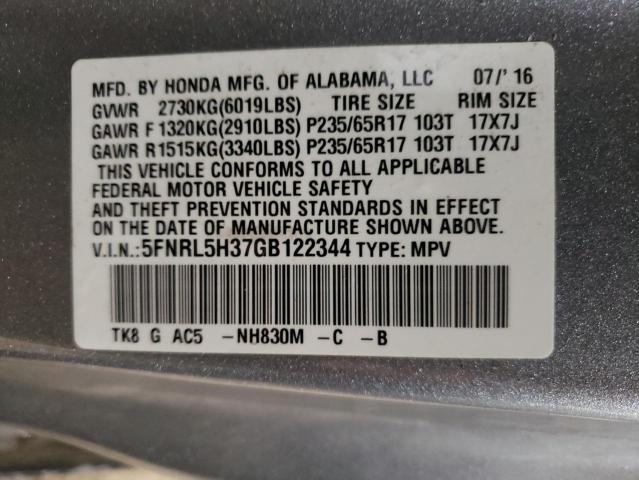 MFD. BY HONDA MFG. OF ALABAMA, LLC 07/' 16
GVWR 2730KG(6019LBS) TIRE SIZE RIM SIZE
GAWR F 1320KG(2910LBS) P235/65R17 103T 17X7J
GAWR R1515KG(3340LBS) P235/65R17 103T 17X7J
THIS VEHICLE CONFORMS TO ALL APPLICABLE
FEDERAL MOTOR VEHICLE SAFETY
AND THEFT PREVENTION STANDARDS IN EFFECT
ON THE DATE OF MANUFACTURE SHOWN ABOVE.
V.I.N.:5FNRL5H37GB122344 TYPE: MPV
TK8 G AC5 -NH830M -C -B